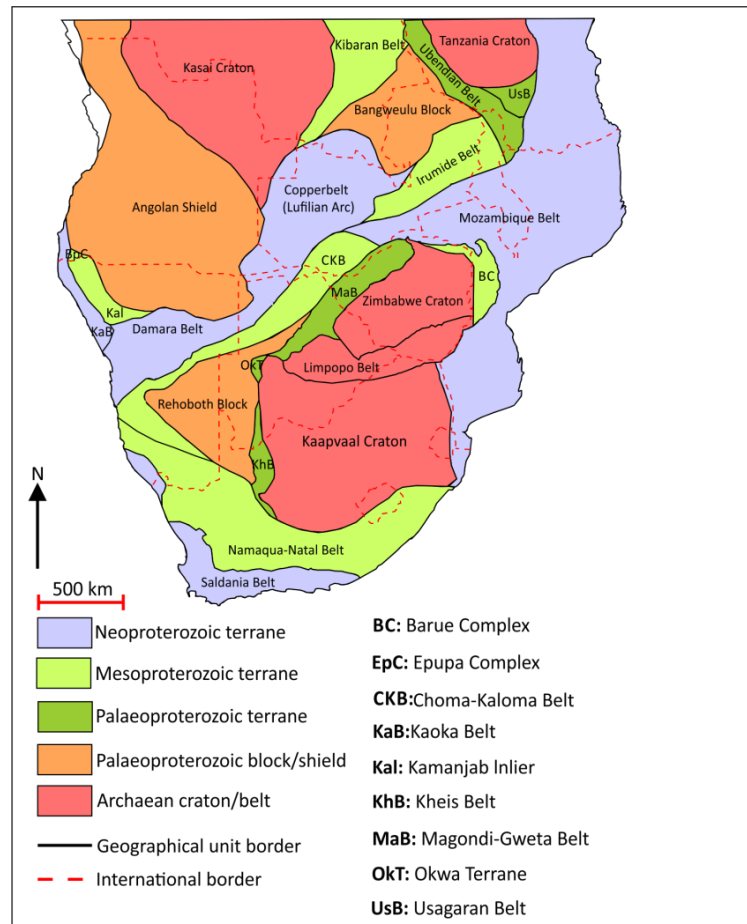 Tanzania Craton
Kibaran Belt
Kasai Craton
Ubendian Belt
UsB
Bangweulu Block
Irumide Belt
Copperbelt
(Lufilian Arc)
Angolan Shield
Mozambique Belt
BpC
CKB
BC
MaB
Zimbabwe Craton
Kal
KaB
Damara Belt
OkT
Limpopo Belt
Rehoboth Block
Kaapvaal Craton
KhB
N
Namaqua-Natal Belt
Saldania Belt
500 km
Neoproterozoic terrane
Mesoproterozoic terrane
Palaeoproterozoic terrane
Palaeoproterozoic block/shield
Archaean craton/belt
Geographical unit border
International border
BC: Barue Complex
EpC: Epupa Complex
CKB:Choma-Kaloma Belt
KaB:Kaoka Belt
Kal: Kamanjab Inlier
KhB: Kheis Belt
MaB: Magondi-Gweta Belt
OkT: Okwa Terrane
UsB: Usagaran Belt